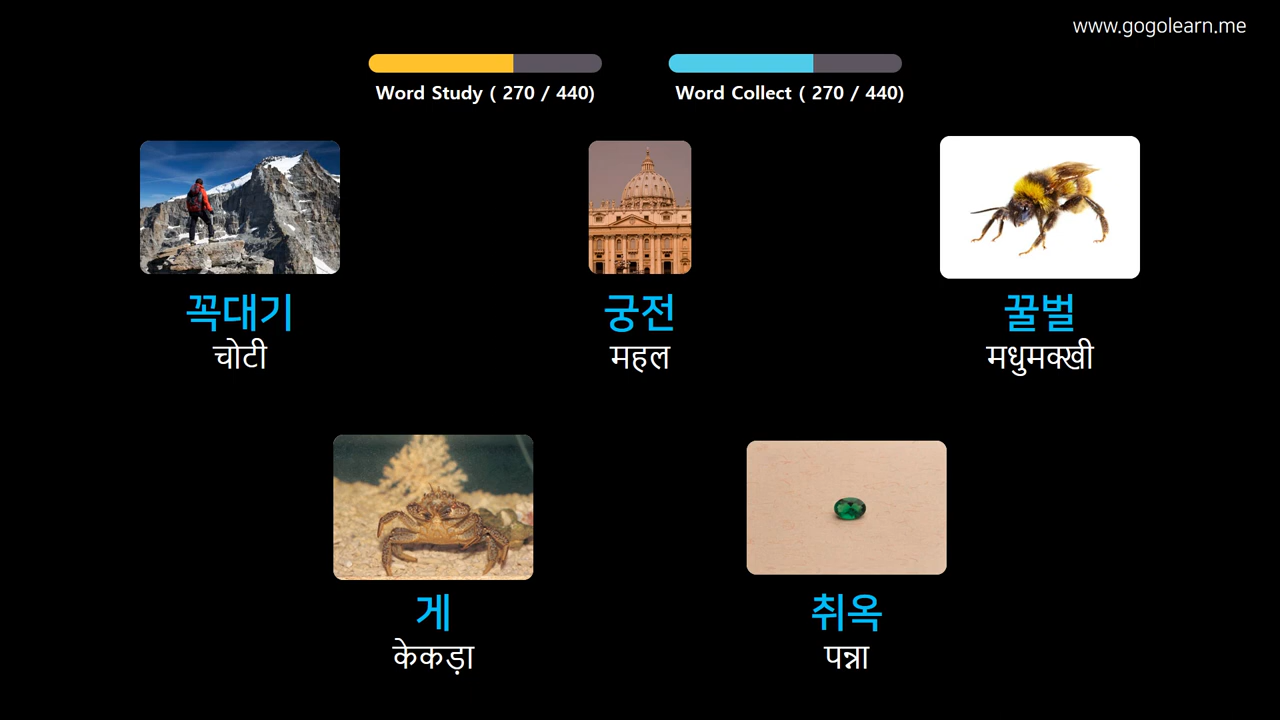 www.gogolearn.me
Word Study ( 270 / 440)
Word Collect ( 270 / 440)
꼭대기
चोटी
궁전
महल
꿀벌
मधुमक्खी
게
केकड़ा
취옥
पन्ना